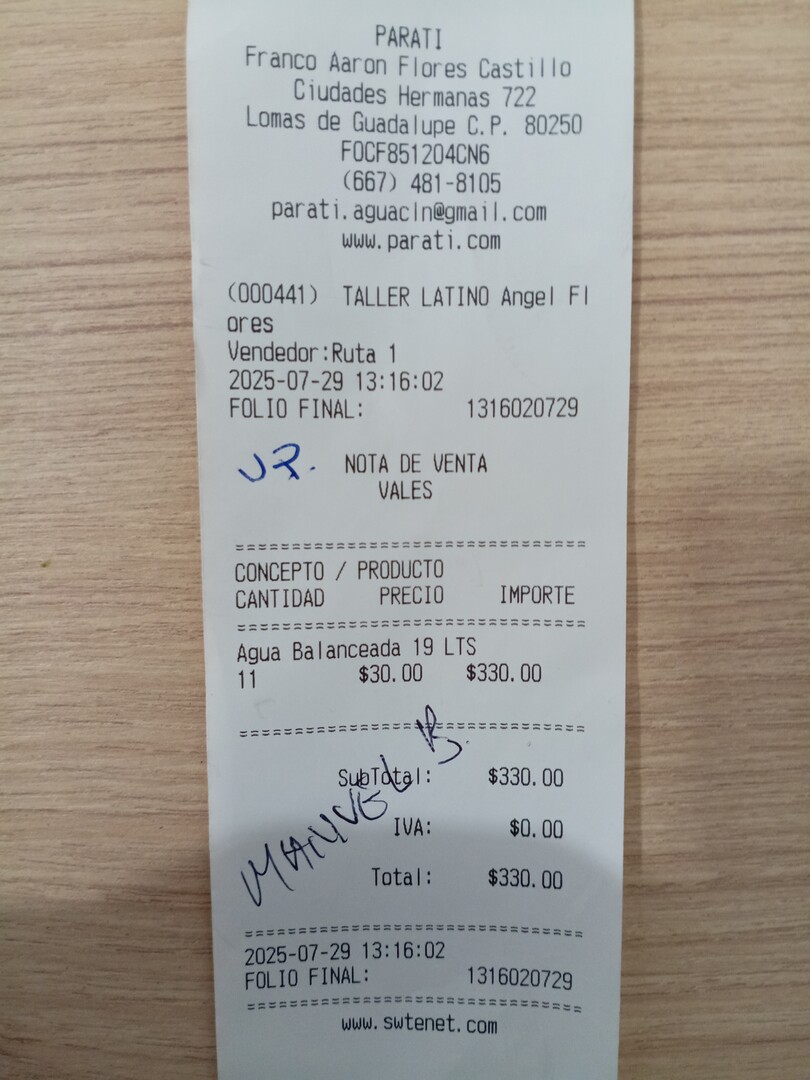 PARATI
Franco Aaron Flores Castillo
Ciudades Hermanas 722
Lomas de Guadalupe C.P. 80250
FOCF851204CN6
(667) 481-8105
parati.aguacln@gmail.com
www.parati.com
(000441) TALLER LATINO Angel Fl
ores
Vendedor:Ruta 1
2025-07-29 13:16:02
FOLIO FINAL: 1316020729
NOTA DE VENTA
VALES
===============================
CONCEPTO / PRODUCTO
CANTIDAD PRECIO IMPORTE
===============================
Agua Balanceada 19 LTS
11 $30.00 $330.00
===============================
MANUEL B.
SubTotal: $330.00
IVA: $0.00
Total: $330.00
===============================
2025-07-29 13:16:02
FOLIO FINAL: 1316020729
===============================
www.swtenet.com